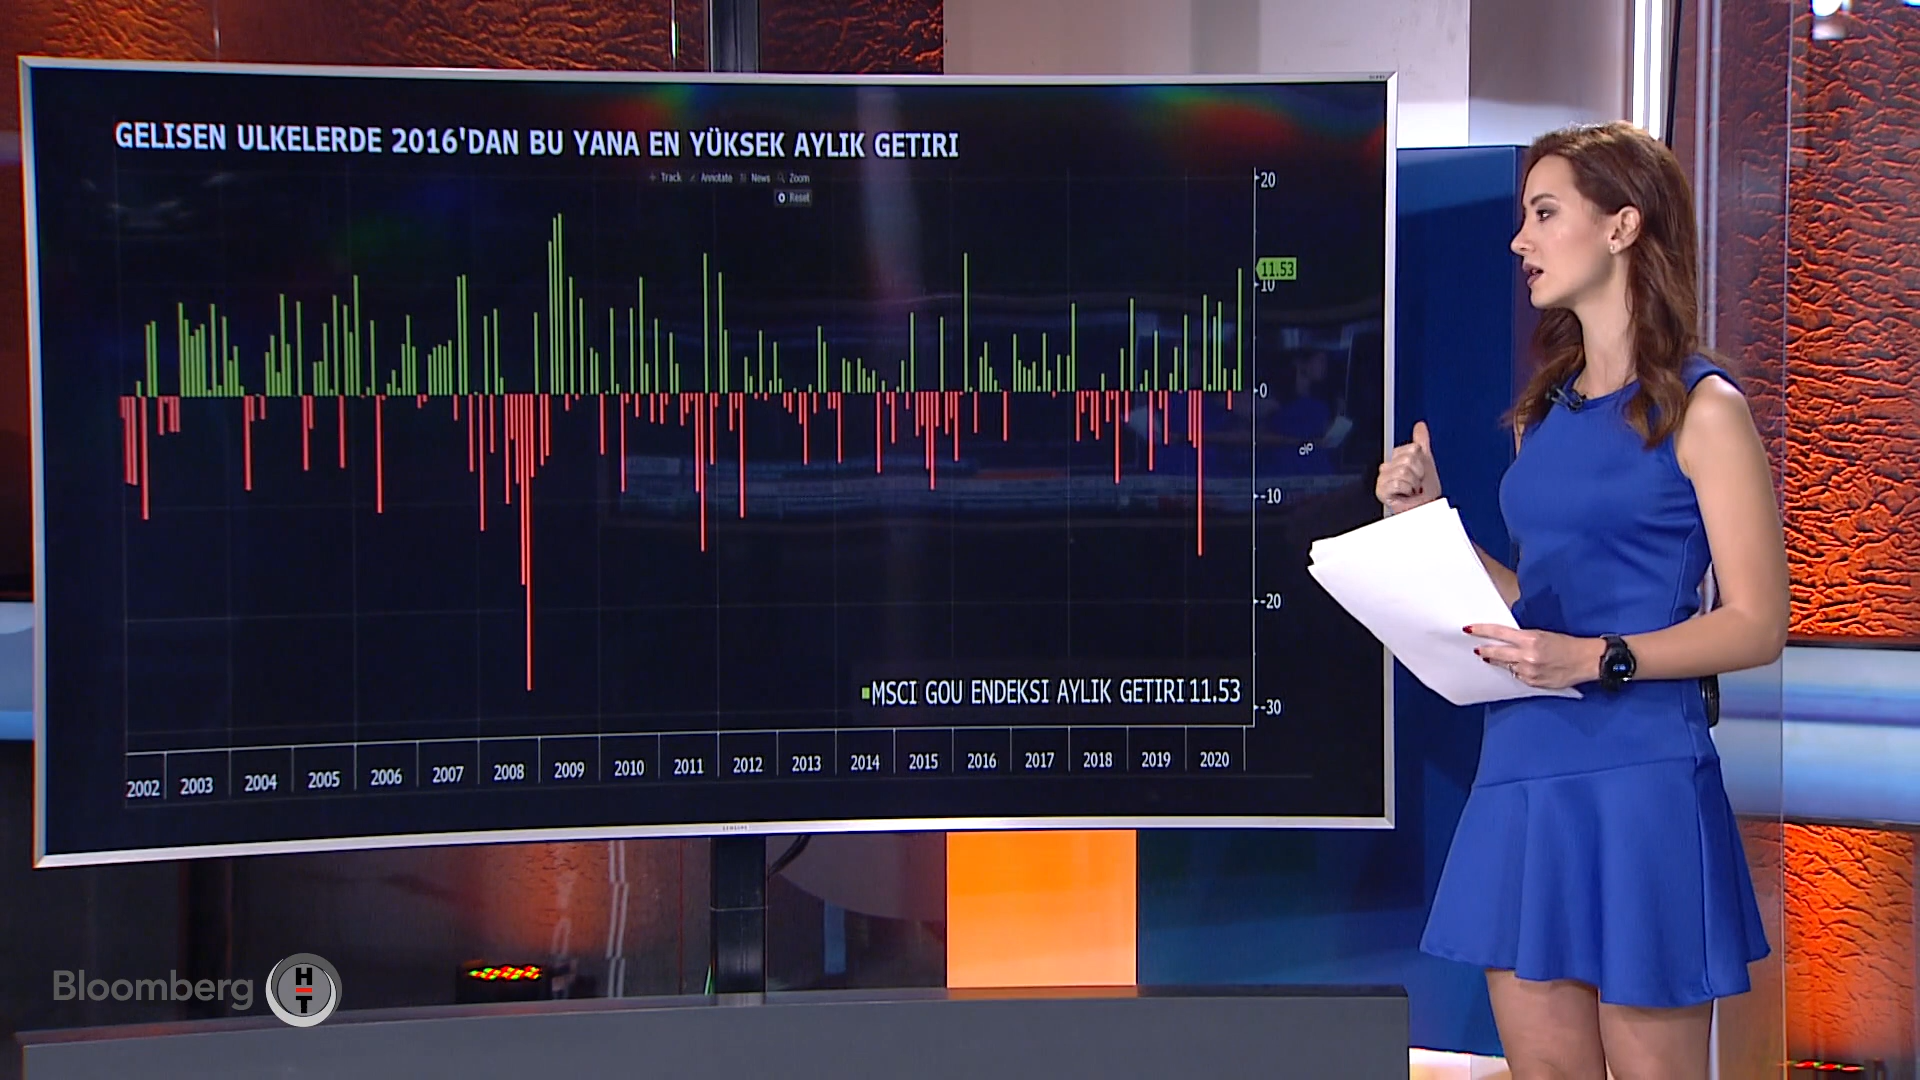 GELISEN ULKELERDE 2016'DAN BU YANA EN YÜKSEK AYLIK GETIRI
Track Annotate News Zoom
Reset
20
11.53
10
0
-10
-20
-30
MSCI GOU ENDEKSI AYLIK GETIRI 11.53
2002 2003 2004 2005 2006 2007 2008 2009 2010 2011 2012 2013 2014 2015 2016 2017 2018 2019 2020
SAMSUNG
Bloomberg HT